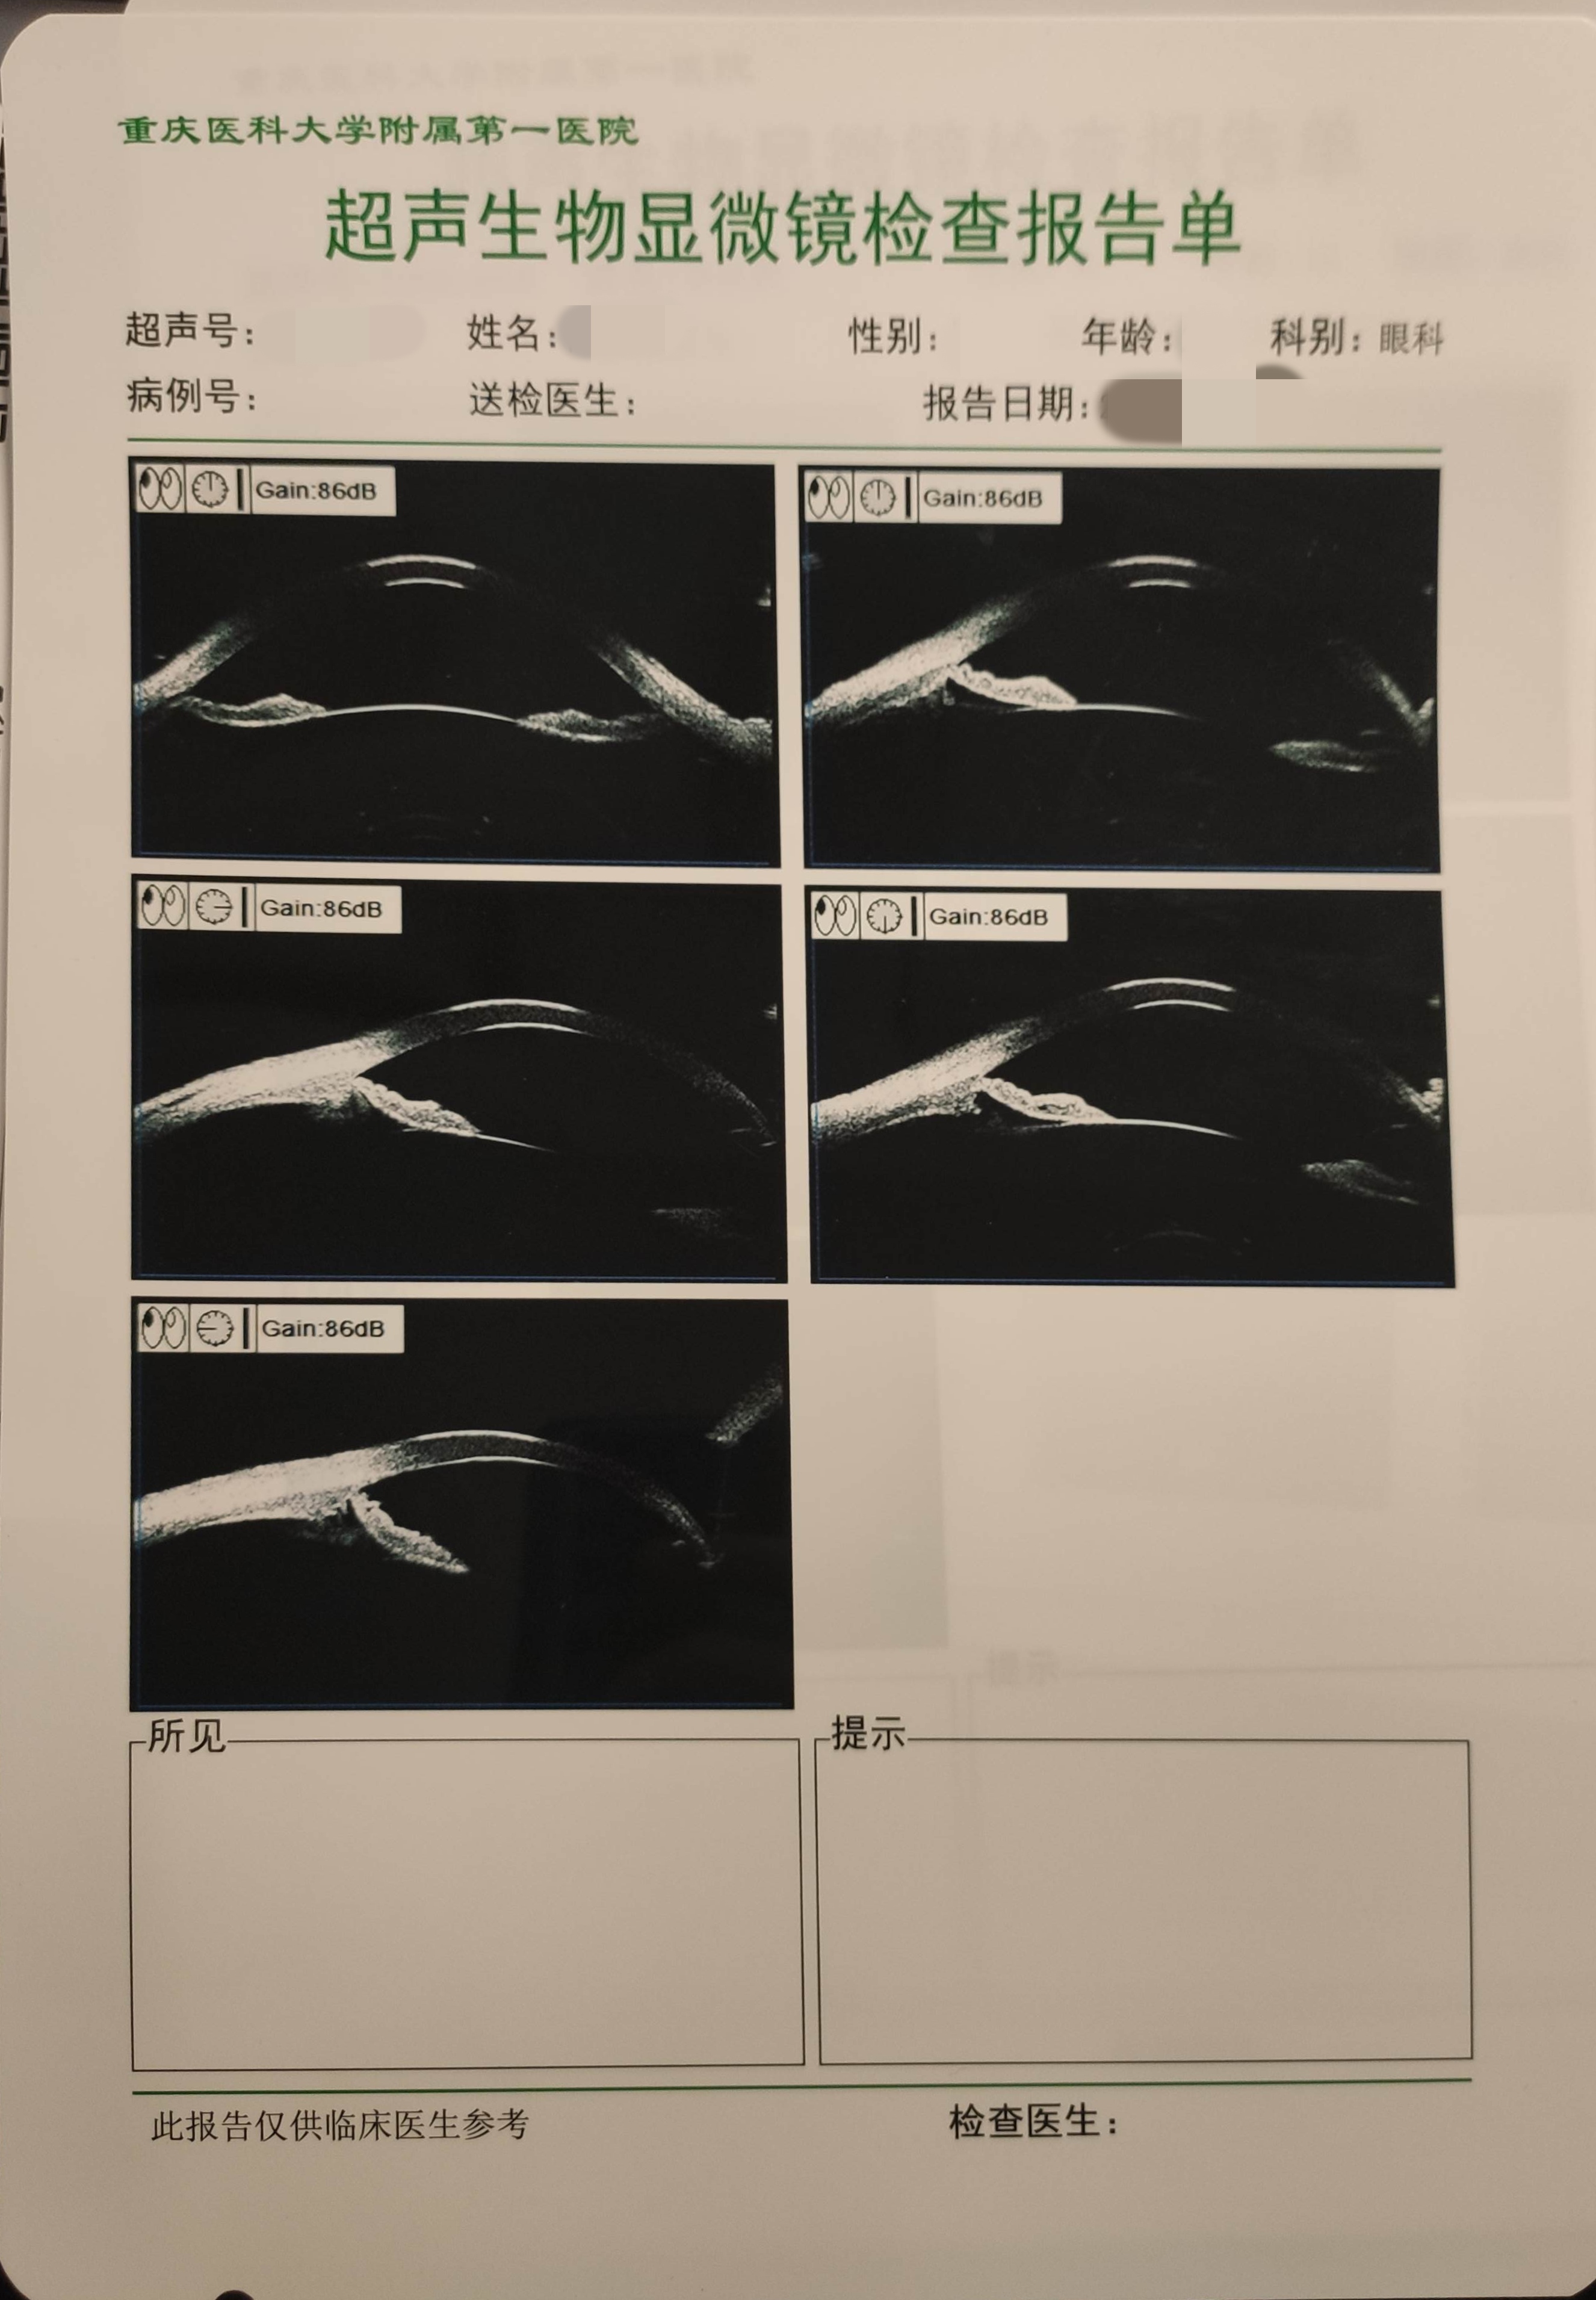 重庆医科大学附属第一医院
超声生物显微镜检查报告单
超声号： 姓名： 性别： 年龄： 科别：眼科
病例号： 送检医生： 报告日期：
Gain:86dB
Gain:86dB
Gain:86dB
Gain:86dB
Gain:86dB
所见
提示
此报告仅供临床医生参考
检查医生：